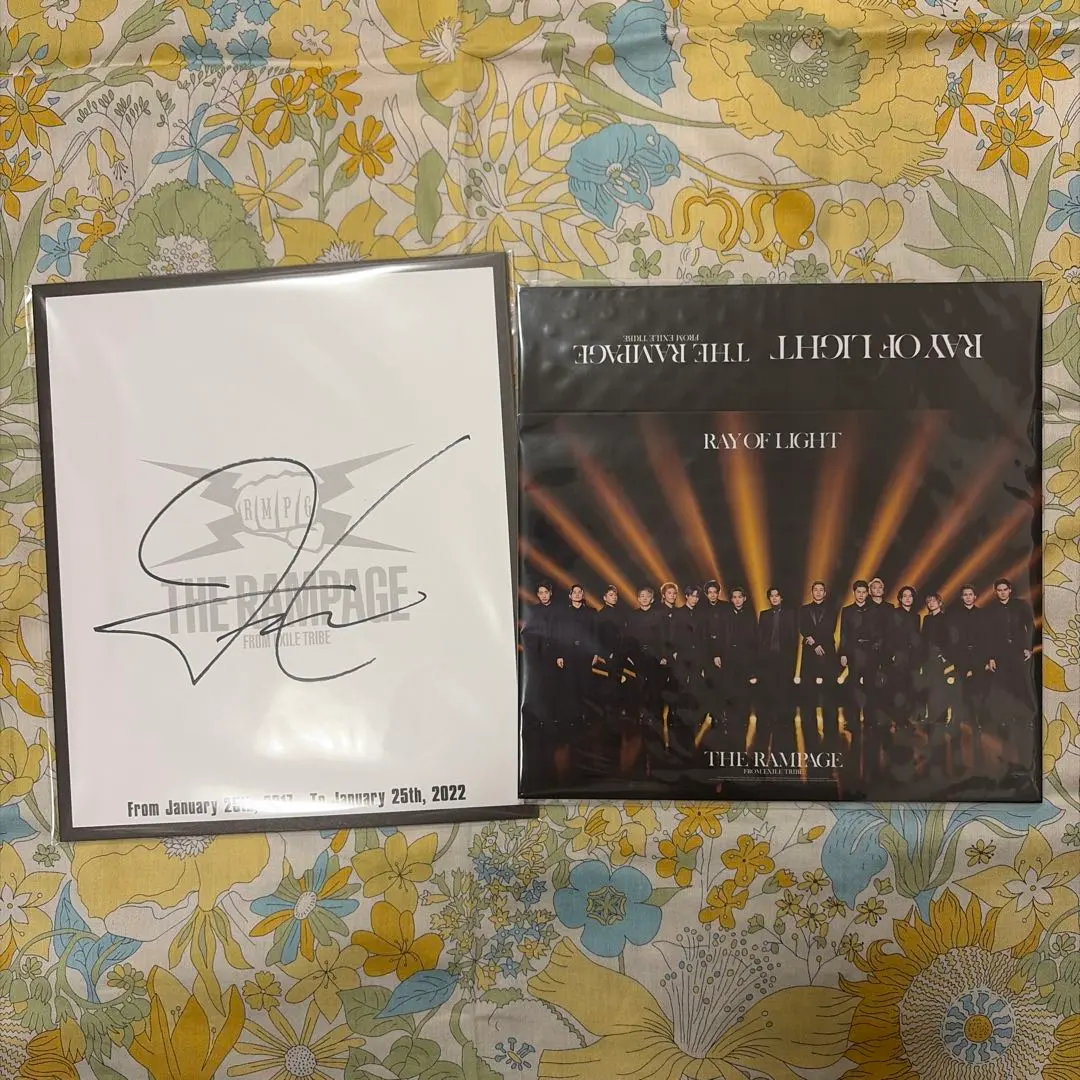 R/M/P/G
THE RAMPAGE
FROM EXILE TRIBE
From January 25th, 2017 To January 25th, 2022
RAY OF LIGHT THE RAMPAGE
FROM EXILE TRIBE
RAY OF LIGHT
THE RAMPAGE
FROM EXILE TRIBE